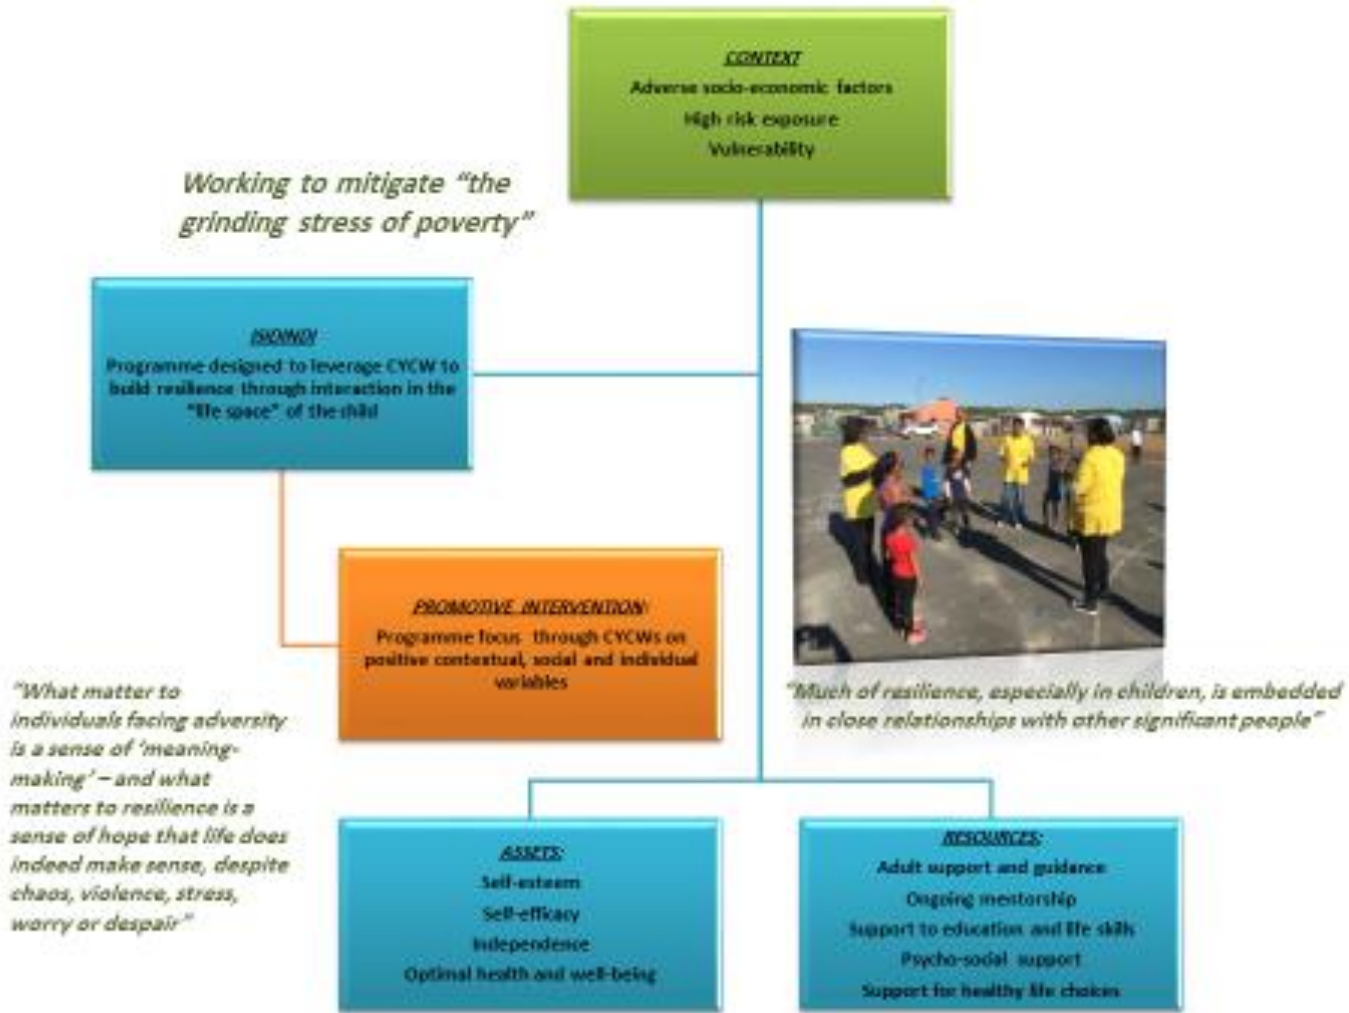 CONTEXT
Adverse socio-economic factors
High risk exposure
Vulnerability
Working to mitigate “the
grinding stress of poverty”
ISIDINDI
Programme designed to leverage CYCW to
build resilience through interaction in the
“life space” of the child
PROMOTIVE INTERVENTION:
Programme focus through CYCWs on
positive contextual, social and individual
variables
“What matter to
individuals facing adversity
is a sense of ‘meaning-
making’ – and what
matters to resilience is a
sense of hope that life does
indeed make sense, despite
chaos, violence, stress,
worry or despair”
“Much of resilience, especially in children, is embedded
in close relationships with other significant people”
ASSETS:
Self-esteem
Self-efficacy
Independence
Optimal health and well-being
RESOURCES:
Adult support and guidance
Ongoing mentorship
Support to education and life skills
Psycho-social support
Support for healthy life choices